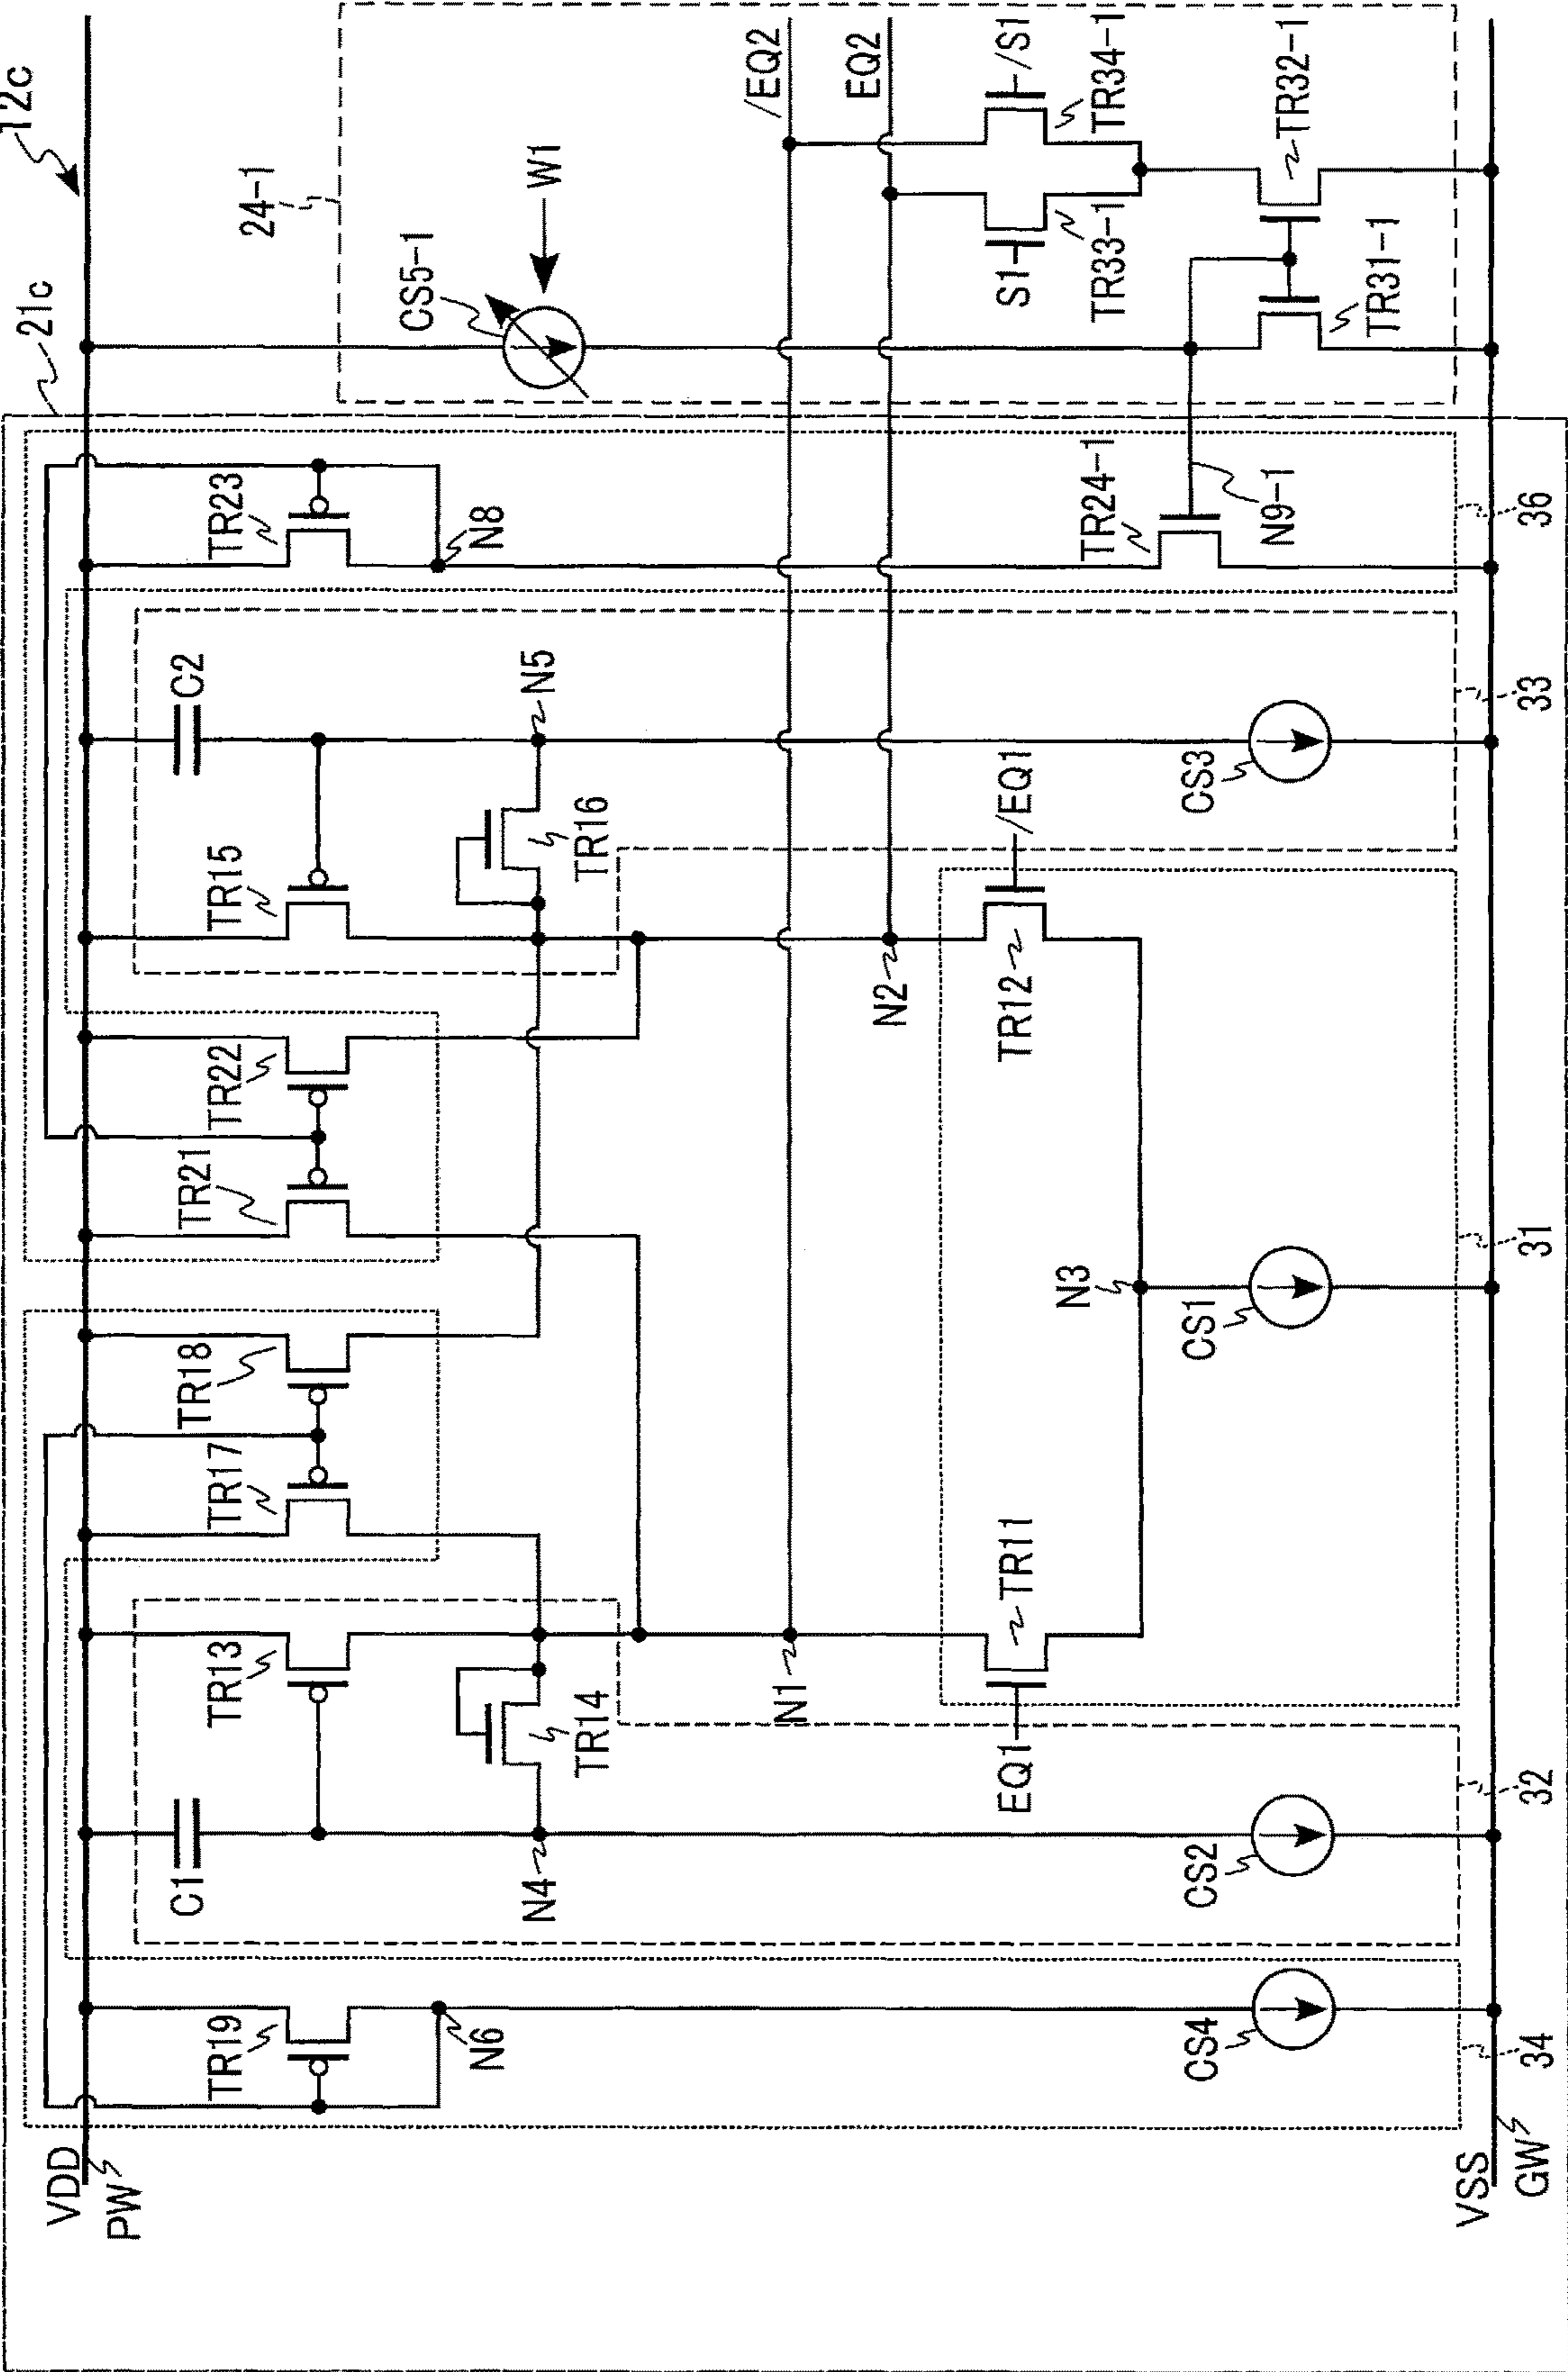 12c
21c
24-1
VDD
PW
TR19
N6
CS4
34
C1
TR13
TR14
N4
CS2
32
TR17
TR18
TR21
TR22
N1
EQ1
TR11
N3
CS1
31
TR15
TR16
C2
N5
N2
TR12
/EQ1
CS3
33
TR23
N8
TR24-1
N9-1
36
CS5-1
W1
/EQ2
EQ2
S1
TR33-1
/S1
TR34-1
TR31-1
TR32-1
VSS
GW